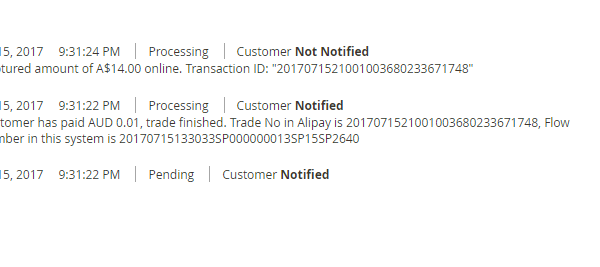 15, 2017 9:31:24 PM | Processing | Customer Not Notified
tured amount of A$14.00 online. Transaction ID: "2017071521001003680233671748"
15, 2017 9:31:22 PM | Processing | Customer Notified
tomer has paid AUD 0.01, trade finished. Trade No in Alipay is 2017071521001003680233671748, Flow
nber in this system is 20170715133033SP000000013SP15SP2640
15, 2017 9:31:22 PM | Pending | Customer Notified